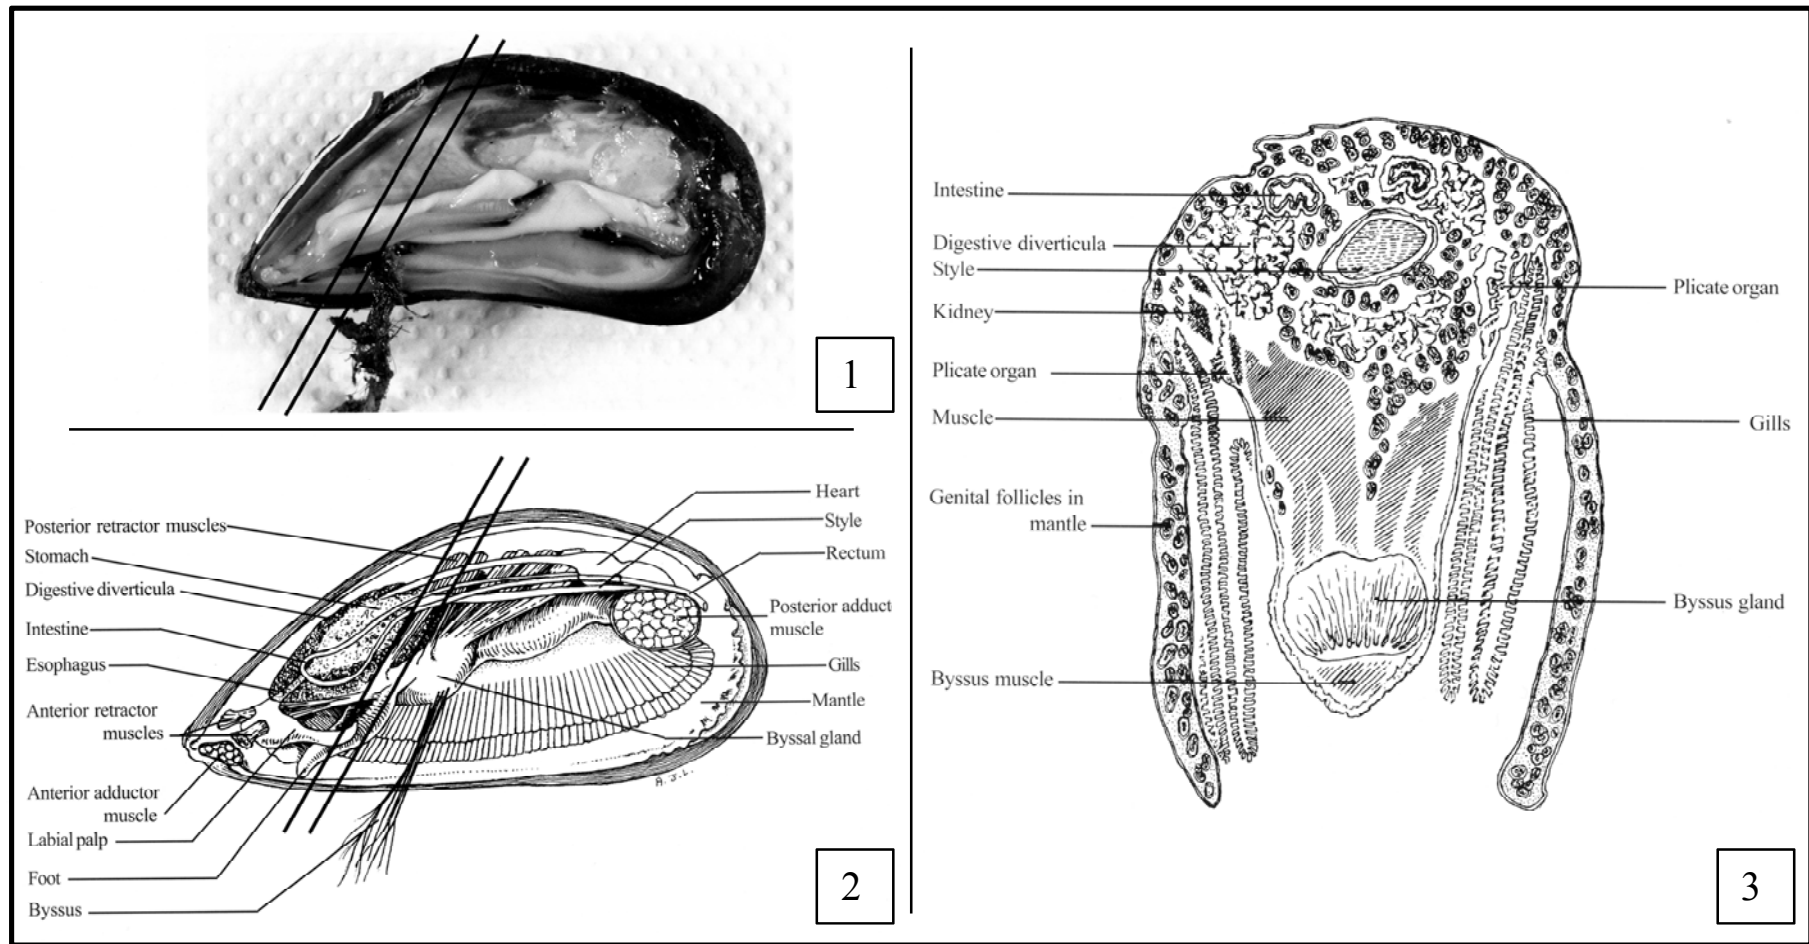 1
Posterior retractor muscles
Stomach
Digestive diverticula
Intestine
Esophagus
Anterior retractor
muscles
Anterior adductor
muscle
Labial palp
Foot
Byssus
Heart
Style
Rectum
Posterior adduct
muscle
Gills
Mantle
Byssal gland
A.J.L.
2
Intestine
Digestive diverticula
Style
Kidney
Plicate organ
Muscle
Genital follicles in
mantle
Byssus muscle
Plicate organ
Gills
Byssus gland
3